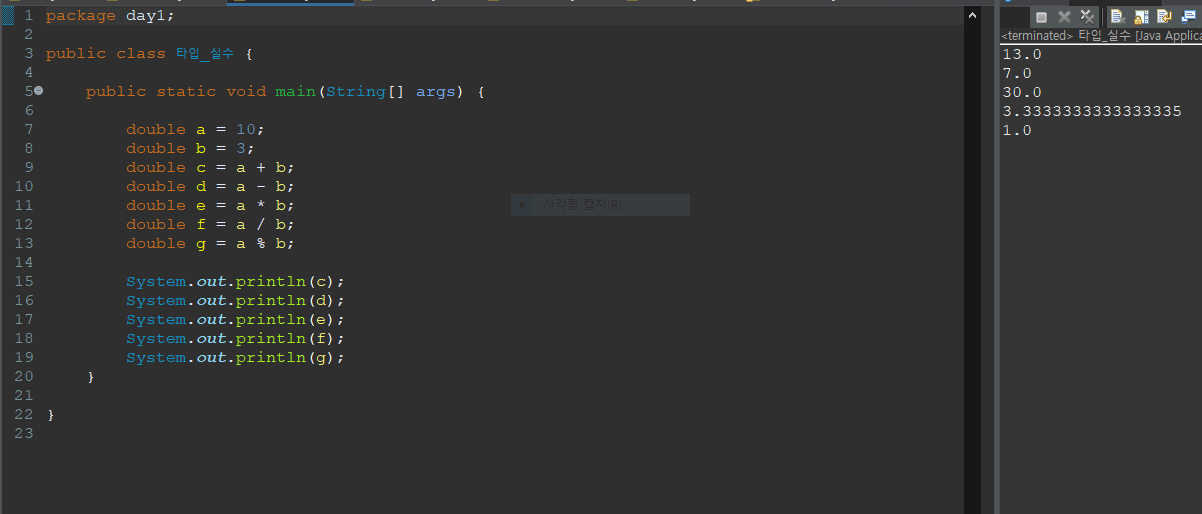 1 package day1;
2
3 public class 타입_실수 {
4
5 public static void main(String[] args) {
6
7 double a = 10;
8 double b = 3;
9 double c = a + b;
10 double d = a - b;
11 double e = a * b;
12 double f = a / b;
13 double g = a % b;
14
15 System.out.println(c);
16 System.out.println(d);
17 System.out.println(e);
18 System.out.println(f);
19 System.out.println(g);
20 }
21
22 }
23
사각형 캡처(R)
<terminated> 타입_실수 [Java Applica
13.0
7.0
30.0
3.3333333333333335
1.0